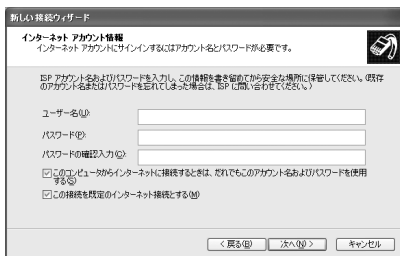 新しい接続ウィザード
インターネット アカウント情報
インターネット アカウントにサインインするにはアカウント名とパスワードが必要です。
ISP アカウント名およびパスワードを入力し、この情報を書き留めてから安全な場所に保管してください。(既存
のアカウント名またはパスワードを忘れてしまった場合は、ISP に問い合わせてください。)
ユーザー名(U):
パスワード(P):
パスワードの確認入力(C):
このコンピュータからインターネットに接続するときは、だれでもこのアカウント名およびパスワードを使用
する(S)
この接続を既定のインターネット接続とする(M)
< 戻る(B)
次へ(N) >
キャンセル